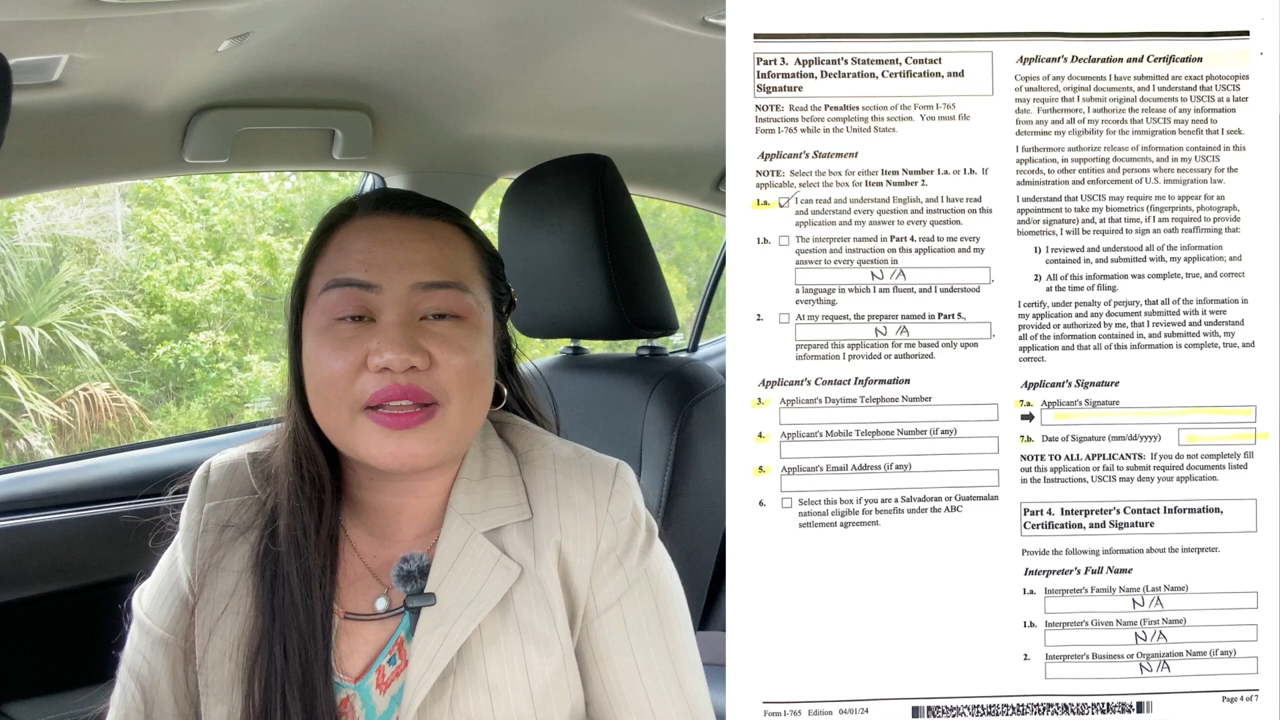 Part 3. Applicant's Statement, Contact
Information, Declaration, Certification, and
Signature
NOTE: Read the Penalties section of the Form I-765
Instructions before completing this section. You must file
Form I-765 while in the United States.
Applicant's Statement
NOTE: Select the box for either Item Number 1.a. or 1.b. If
applicable, select the box for Item Number 2.
1.a. I can read and understand English, and I have read
and understand every question and instruction on this
application and my answer to every question.
1.b. The interpreter named in Part 4. read to me every
question and instruction on this application and my
answer to every question in
N/A ,
a language in which I am fluent, and I understood
everything.
2. At my request, the preparer named in Part 5.,
N/A ,
prepared this application for me based only upon
information I provided or authorized.
Applicant's Contact Information
3. Applicant's Daytime Telephone Number
4. Applicant's Mobile Telephone Number (if any)
5. Applicant's Email Address (if any)
6. Select this box if you are a Salvadoran or Guatemalan
national eligible for benefits under the ABC
settlement agreement.
Applicant's Declaration and Certification
Copies of any documents I have submitted are exact photocopies
of unaltered, original documents, and I understand that USCIS
may require that I submit original documents to USCIS at a later
date. Furthermore, I authorize the release of any information
from any and all of my records that USCIS may need to
determine my eligibility for the immigration benefit that I seek.
I furthermore authorize release of information contained in this
application, in supporting documents, and in my USCIS
records, to other entities and persons where necessary for the
administration and enforcement of U.S. immigration law.
I understand that USCIS may require me to appear for an
appointment to take my biometrics (fingerprints, photograph,
and/or signature) and, at that time, if I am required to provide
biometrics, I will be required to sign an oath reaffirming that:
1) I reviewed and understood all of the information
contained in, and submitted with, my application; and
2) All of this information was complete, true, and correct
at the time of filing.
I certify, under penalty of perjury, that all of the information in
my application and any document submitted with it were
provided or authorized by me, that I reviewed and understand
all of the information contained in, and submitted with, my
application and that all of this information is complete, true, and
correct.
Applicant's Signature
7.a. Applicant's Signature
7.b. Date of Signature (mm/dd/yyyy)
NOTE TO ALL APPLICANTS: If you do not completely fill
out this application or fail to submit required documents listed
in the Instructions, USCIS may deny your application.
Part 4. Interpreter's Contact Information,
Certification, and Signature
Provide the following information about the interpreter.
Interpreter's Full Name
1.a. Interpreter's Family Name (Last Name)
N/A
1.b. Interpreter's Given Name (First Name)
N/A
2. Interpreter's Business or Organization Name (if any)
N/A
Form I-765 Edition 04/01/24
Page 4 of 7